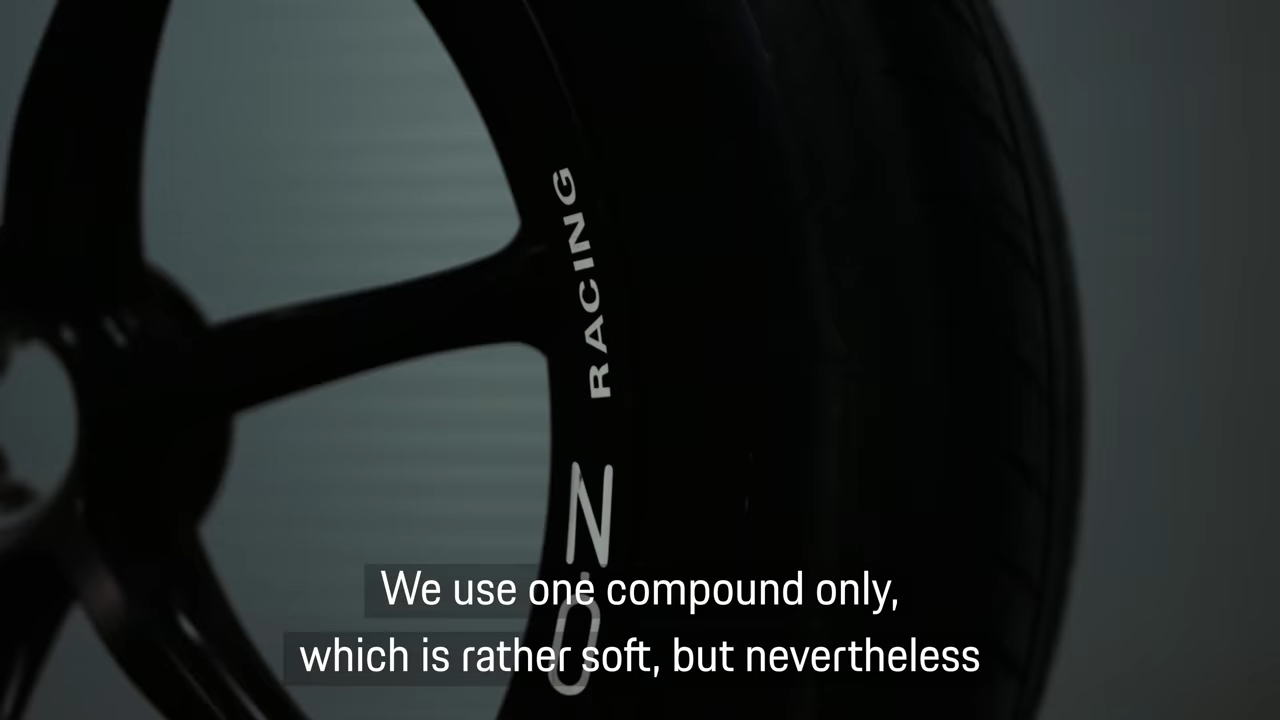 O·Z RACING
We use one compound only,
which is rather soft, but nevertheless